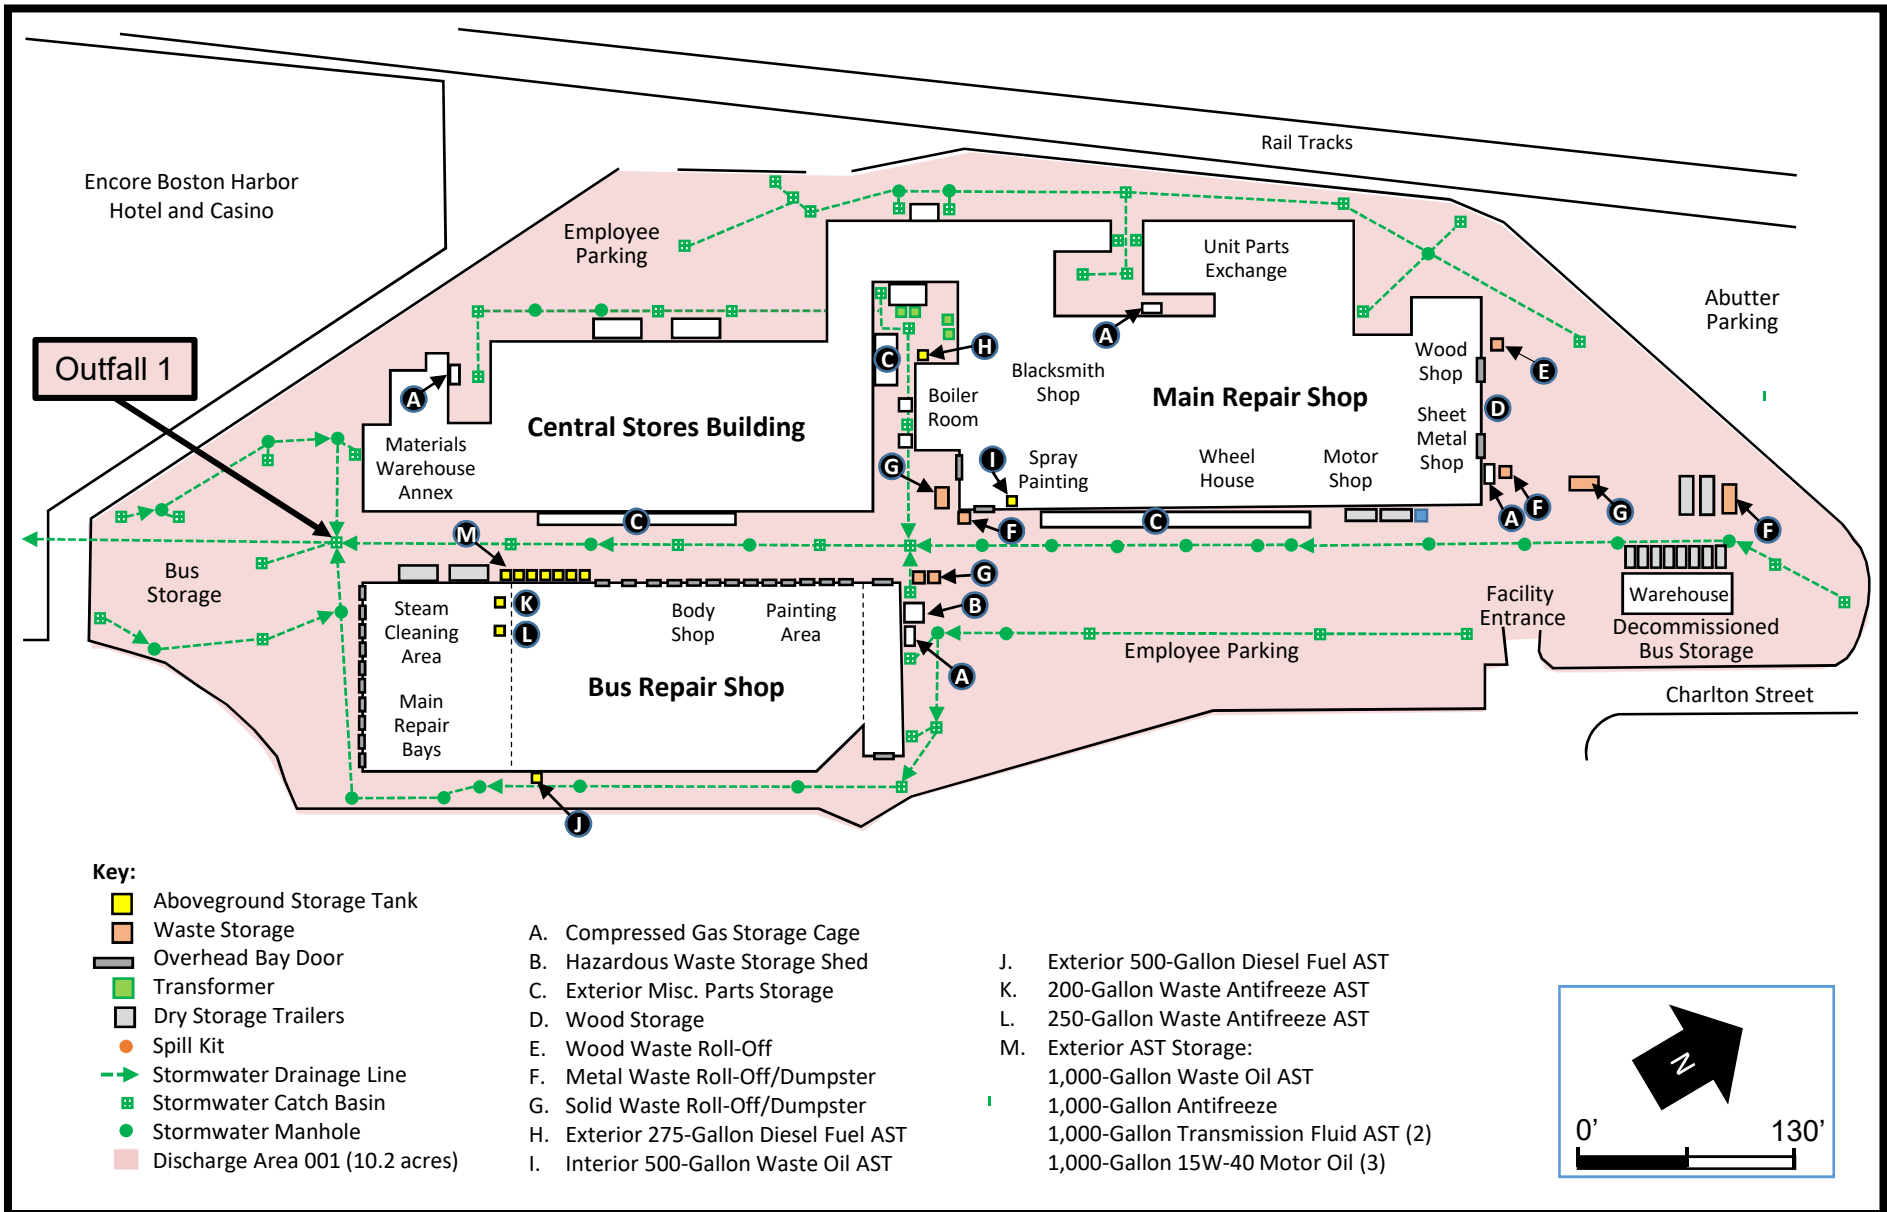 Rail Tracks
Encore Boston Harbor
Hotel and Casino
Employee
Parking
Unit Parts
Exchange
Abutter
Parking
Outfall 1
A
C
H
A
Blacksmith
Shop
Main Repair Shop
Wood
Shop
E
D
Boiler
Room
Central Stores Building
Sheet
Metal
Shop
Materials
Warehouse
Annex
G
I
Spray
Painting
Wheel
House
Motor
Shop
A
F
G
F
C
F
C
M
Bus
Storage
G
B
A
K
L
Steam
Cleaning
Area
Body
Shop
Painting
Area
Main
Repair
Bays
Bus Repair Shop
Employee Parking
Facility
Entrance
Warehouse
Decommissioned
Bus Storage
Charlton Street
J
Key:
Aboveground Storage Tank
Waste Storage
Overhead Bay Door
Transformer
Dry Storage Trailers
Spill Kit
Stormwater Drainage Line
Stormwater Catch Basin
Stormwater Manhole
Discharge Area 001 (10.2 acres)
A. Compressed Gas Storage Cage
B. Hazardous Waste Storage Shed
C. Exterior Misc. Parts Storage
D. Wood Storage
E. Wood Waste Roll-Off
F. Metal Waste Roll-Off/Dumpster
G. Solid Waste Roll-Off/Dumpster
H. Exterior 275-Gallon Diesel Fuel AST
I. Interior 500-Gallon Waste Oil AST
J. Exterior 500-Gallon Diesel Fuel AST
K. 200-Gallon Waste Antifreeze AST
L. 250-Gallon Waste Antifreeze AST
M. Exterior AST Storage:
1,000-Gallon Waste Oil AST
1,000-Gallon Antifreeze
1,000-Gallon Transmission Fluid AST (2)
1,000-Gallon 15W-40 Motor Oil (3)
N
0' 130'